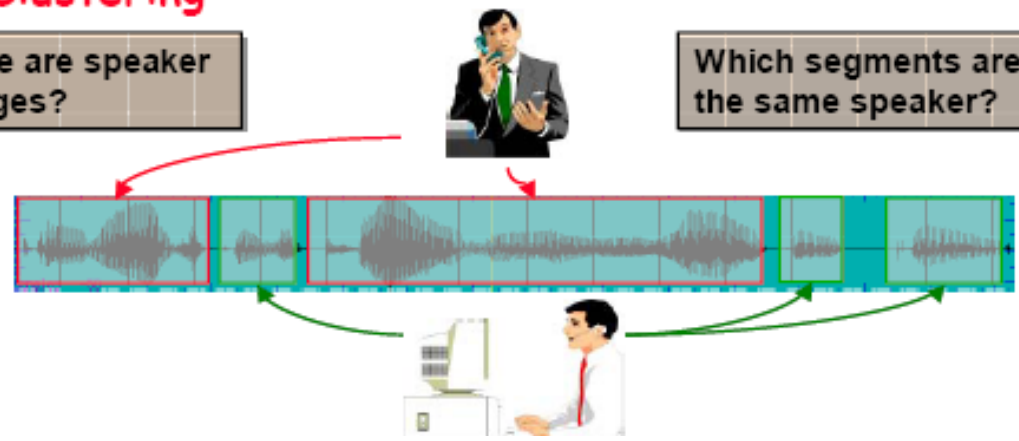 e are speaker
ges?
Which segments are
the same speaker?